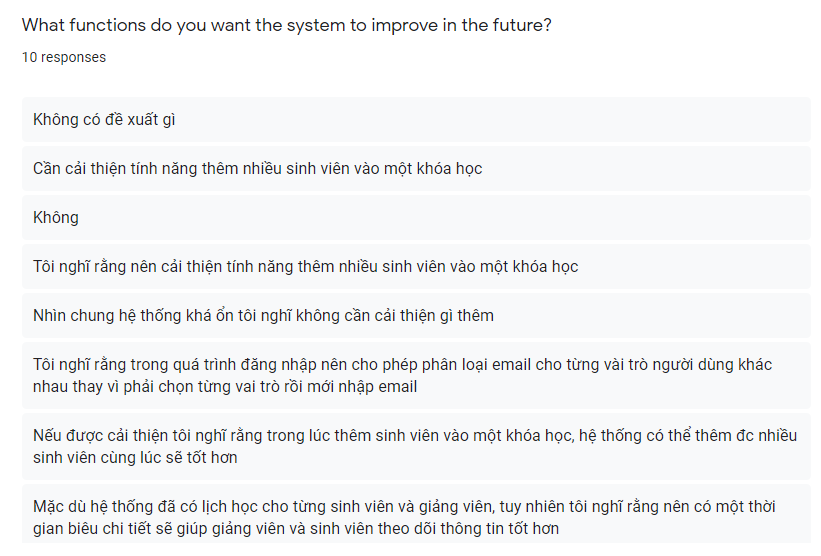 What functions do you want the system to improve in the future?
10 responses
Không có đề xuất gì
Cần cải thiện tính năng thêm nhiều sinh viên vào một khóa học
Không
Tôi nghĩ rằng nên cải thiện tính năng thêm nhiều sinh viên vào một khóa học
Nhìn chung hệ thống khá ổn tôi nghĩ không cần cải thiện gì thêm
Tôi nghĩ rằng trong quá trình đăng nhập nên cho phép phân loại email cho từng vài trò người dùng khác
nhau thay vì phải chọn từng vai trò rồi mới nhập email
Nếu được cải thiện tôi nghĩ rằng trong lúc thêm sinh viên vào một khóa học, hệ thống có thể thêm đc nhiều
sinh viên cùng lúc sẽ tốt hơn
Mặc dù hệ thống đã có lịch học cho từng sinh viên và giảng viên, tuy nhiên tôi nghĩ rằng nên có một thời
gian biêu chi tiết sẽ giúp giảng viên và sinh viên theo dõi thông tin tốt hơn